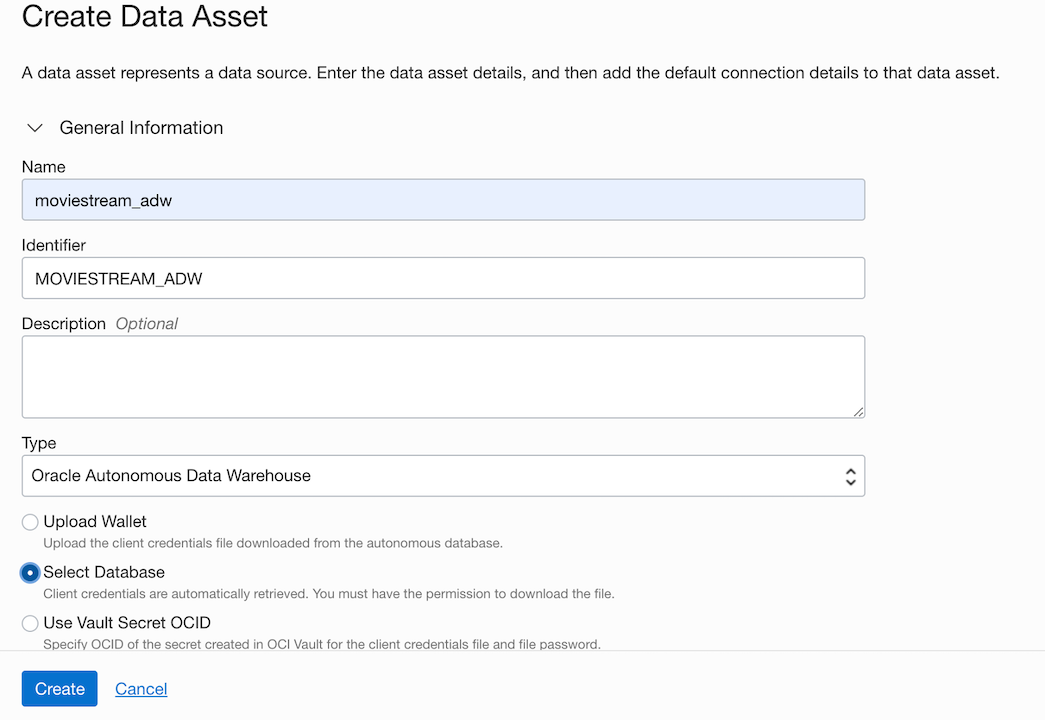 Create Data Asset
A data asset represents a data source. Enter the data asset details, and then add the default connection details to that data asset.
General Information
Name
moviestream_adw
Identifier
MOVIESTREAM_ADW
Description Optional
Type
Oracle Autonomous Data Warehouse
Upload Wallet
Upload the client credentials file downloaded from the autonomous database.
Select Database
Client credentials are automatically retrieved. You must have the permission to download the file.
Use Vault Secret OCID
Specify OCID of the secret created in OCI Vault for the client credentials file and file password.
Create Cancel